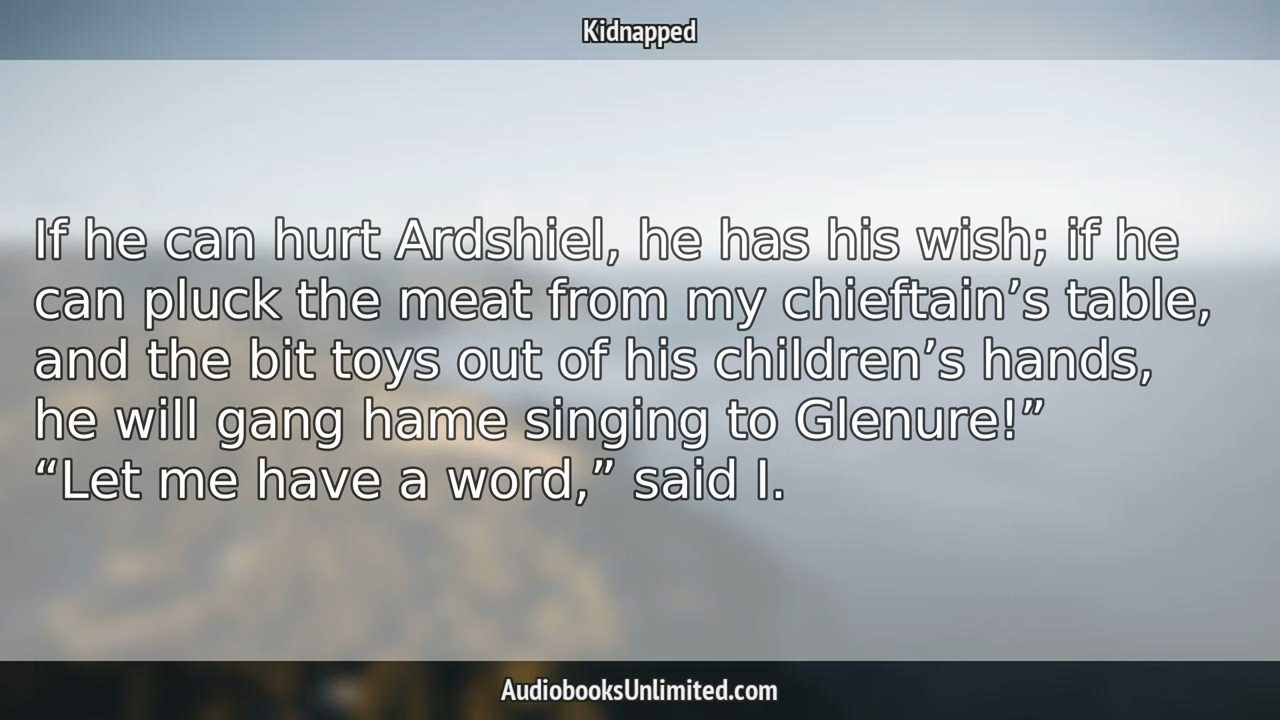 Kidnapped
If he can hurt Ardshiel, he has his wish; if he
can pluck the meat from my chieftain’s table,
and the bit toys out of his children’s hands,
he will gang hame singing to Glenure!”
“Let me have a word,” said I.
AudiobooksUnlimited.com